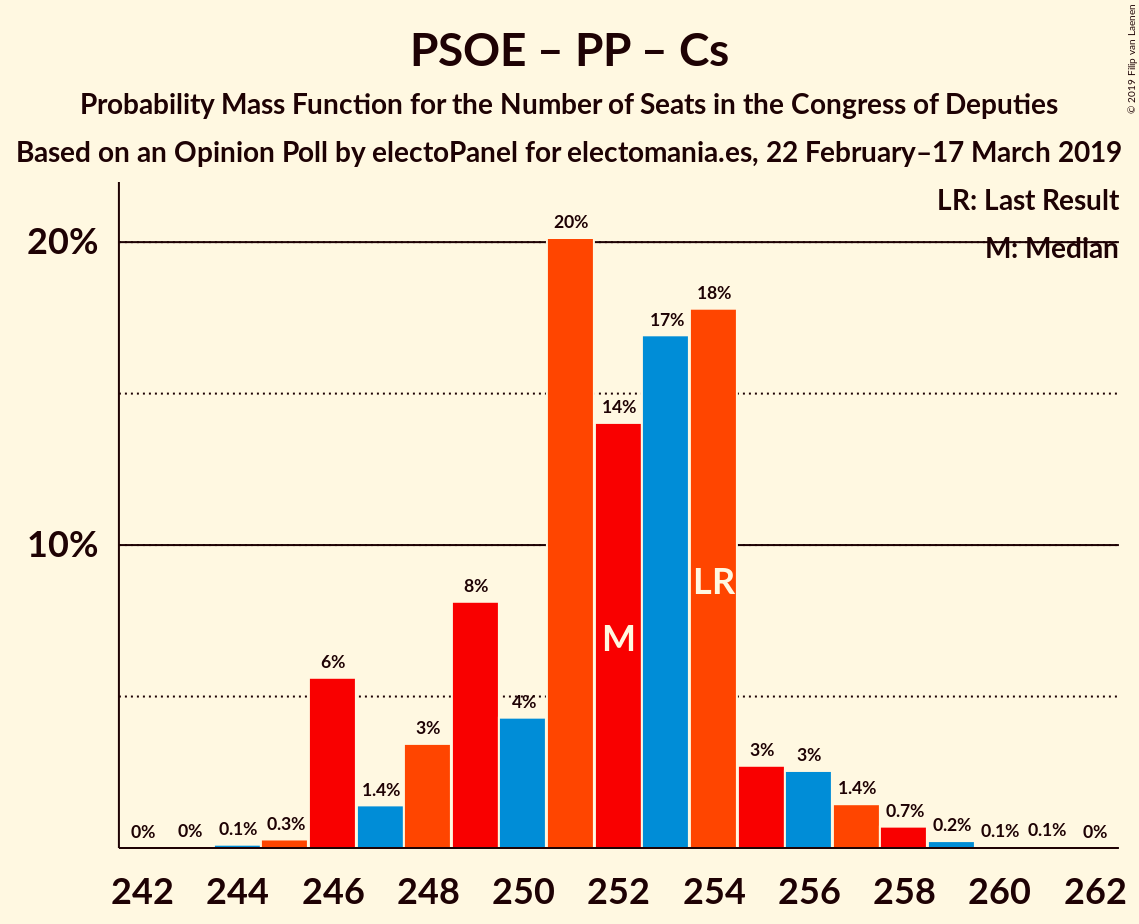 PSOE – PP – Cs
Probability Mass Function for the Number of Seats in the Congress of Deputies
Based on an Opinion Poll by electoPanel for electomania.es, 22 February–17 March 2019
© 2019 Filip van Laenen
LR: Last Result
M: Median
20%
10%
0%
0%
0.1%
0.3%
6%
1.4%
3%
8%
4%
20%
14%
17%
18%
3%
3%
1.4%
0.7%
0.2%
0.1%
0.1%
0%
M
LR
242 244 246 248 250 252 254 256 258 260 262